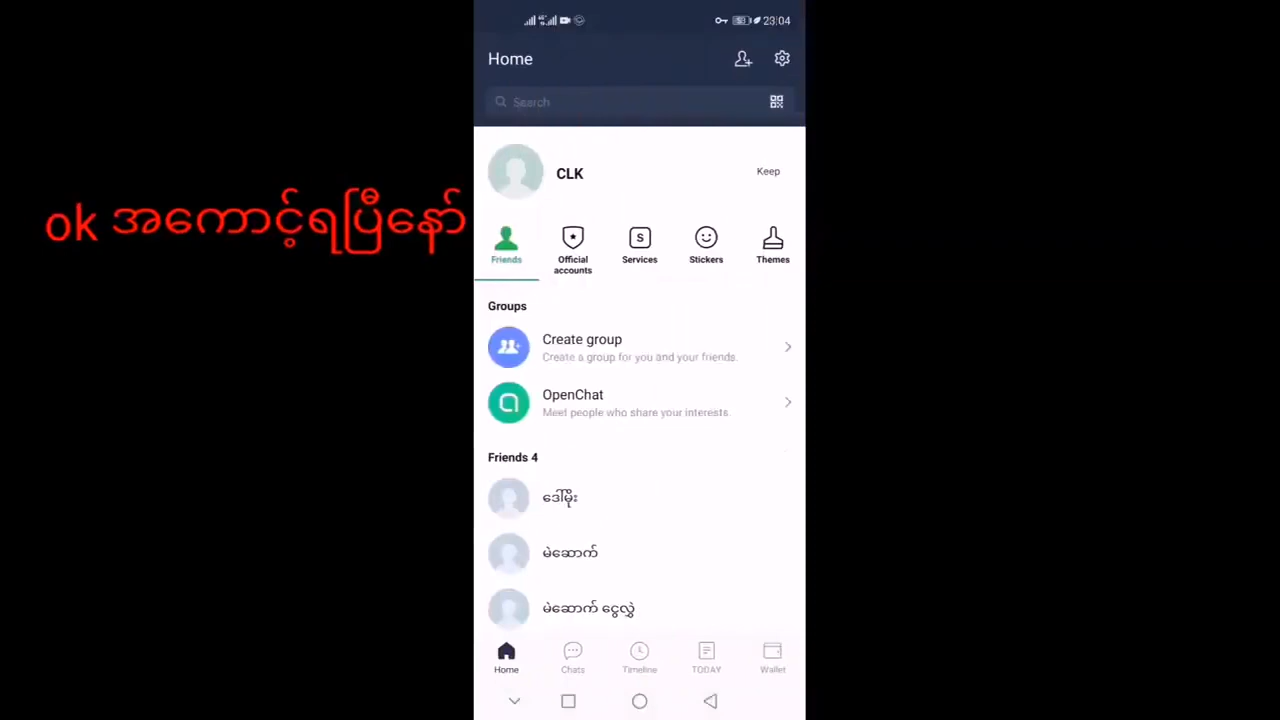 23:04
Home
Search
CLK
Keep
ok အကောင့်ရပြီနော်
Friends
Official accounts
Services
Stickers
Themes
Groups
Create group
Create a group for you and your friends.
OpenChat
Meet people who share your interests.
Friends 4
ဒေါ်မိုး
မဲဆောက်
မဲဆောက် ငွေလွှဲ
Home
Chats
Timeline
TODAY
Wallet